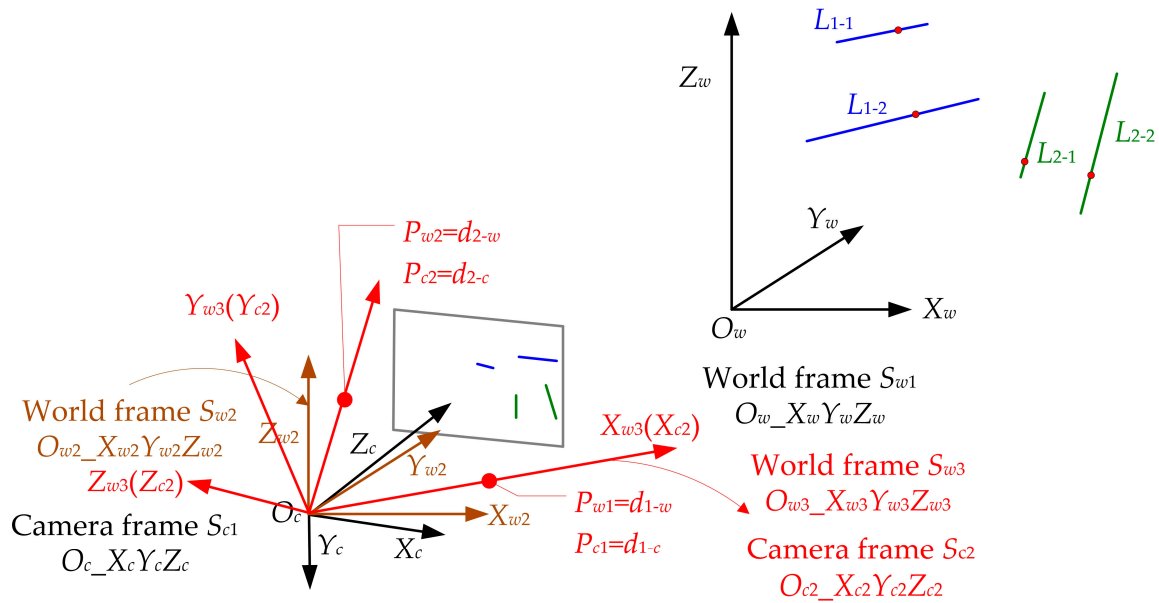 L1-1
Zw
L1-2
L2-1
L2-2
Yw
Pw2=d2-w
Pc2=d2-c
Yw3(Yc2)
Xw
Ow
World frame Sw1
Ow_XwYwZw
World frame Sw2
Ow2_Xw2Yw2Zw2
Zw2
Zc
Yw2
Xw3(Xc2)
Zw3(Zc2)
World frame Sw3
Ow3_Xw3Yw3Zw3
Pw1=d1-w
Pc1=d1-c
Oc
Xw2
Camera frame Sc1
Oc_XcYcZc
Yc
Xc
Camera frame Sc2
Oc2_Xc2Yc2Zc2